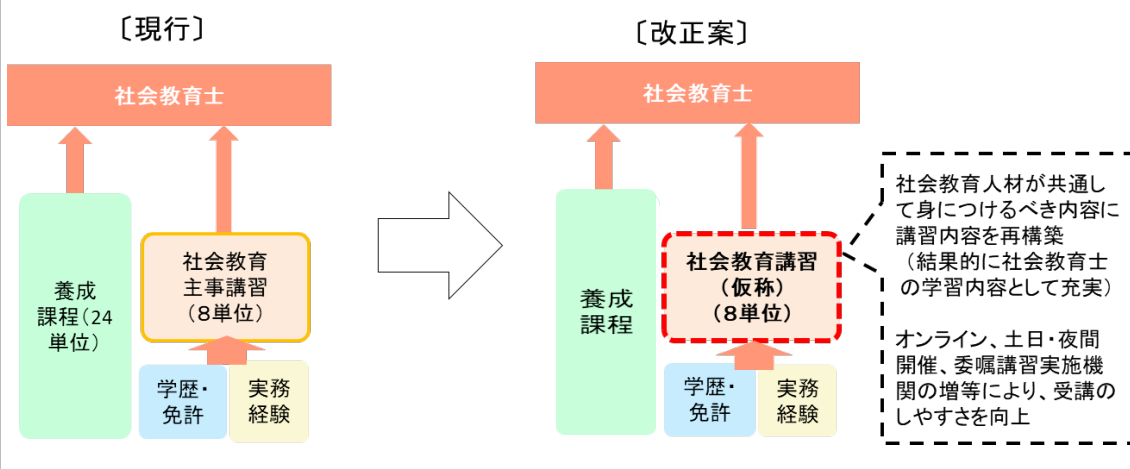 〔現行〕
社会教育士
養成
課程(24
単位)
社会教育
主事講習
(8単位)
学歴・
免許
実務
経験
〔改正案〕
社会教育士
養成
課程
社会教育講習
(仮称)
(8単位)
学歴・
免許
実務
経験
社会教育人材が共通し
て身につけるべき内容に
講習内容を再構築
(結果的に社会教育士
の学習内容として充実)
オンライン、土日・夜間
開催、委嘱講習実施機
関の増等により、受講の
しやすさを向上